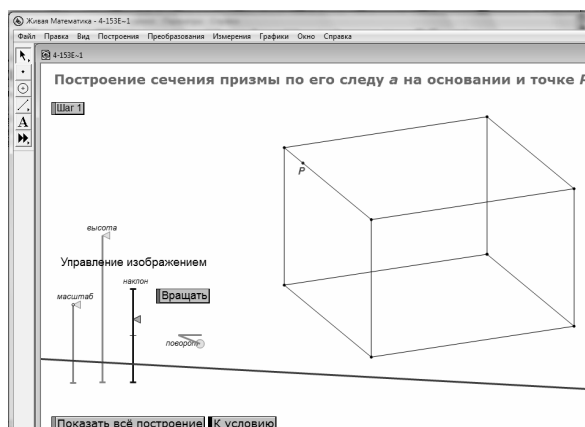 Живая Математика - 4-153E~1
Файл Правка Вид Построения Преобразования Измерения Графики Окно Справка
4-153E~1
Построение сечения призмы по его следу a на основании и точке P
Шаг 1
P
высота
Управление изображением
наклон
масштаб
Вращать
поворот
Показать всё построение К условию
A